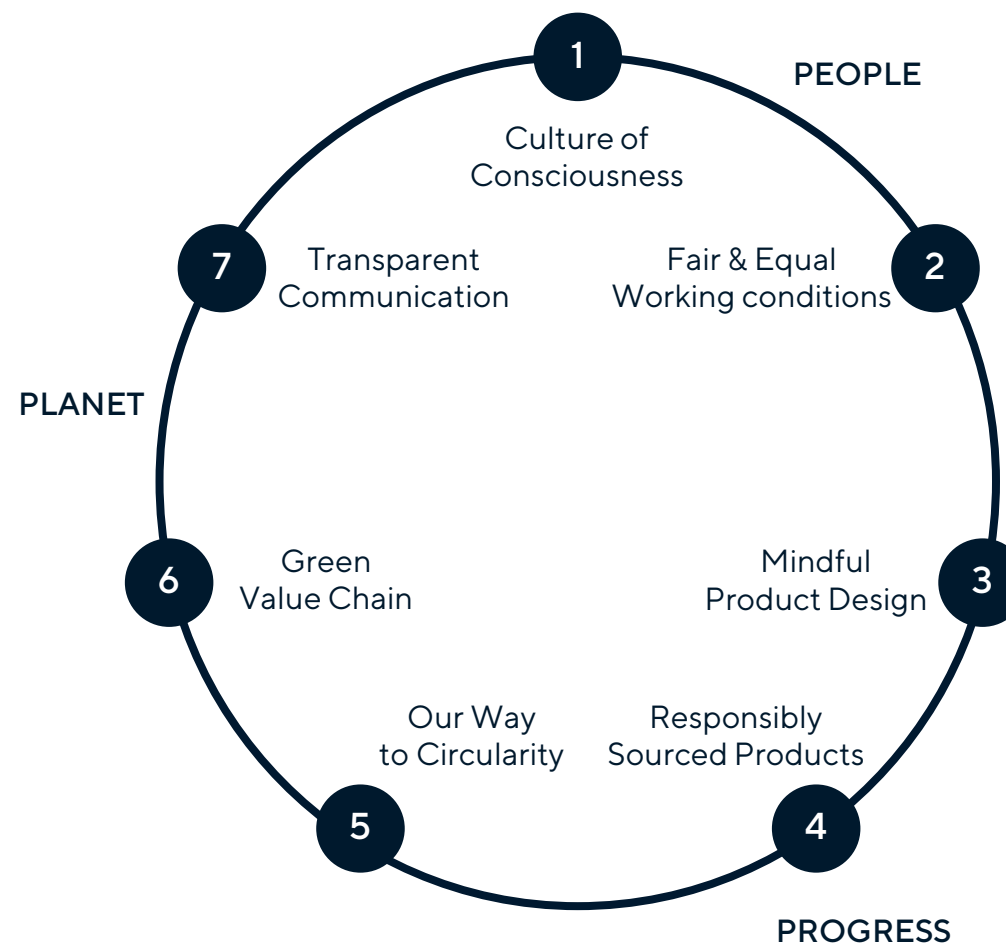 1
PEOPLE
Culture of
Consciousness
2
Fair & Equal
Working conditions
3
Mindful
Product Design
4
Responsibly
Sourced Products
PROGRESS
5
Our Way
to Circularity
6
Green
Value Chain
PLANET
7
Transparent
Communication